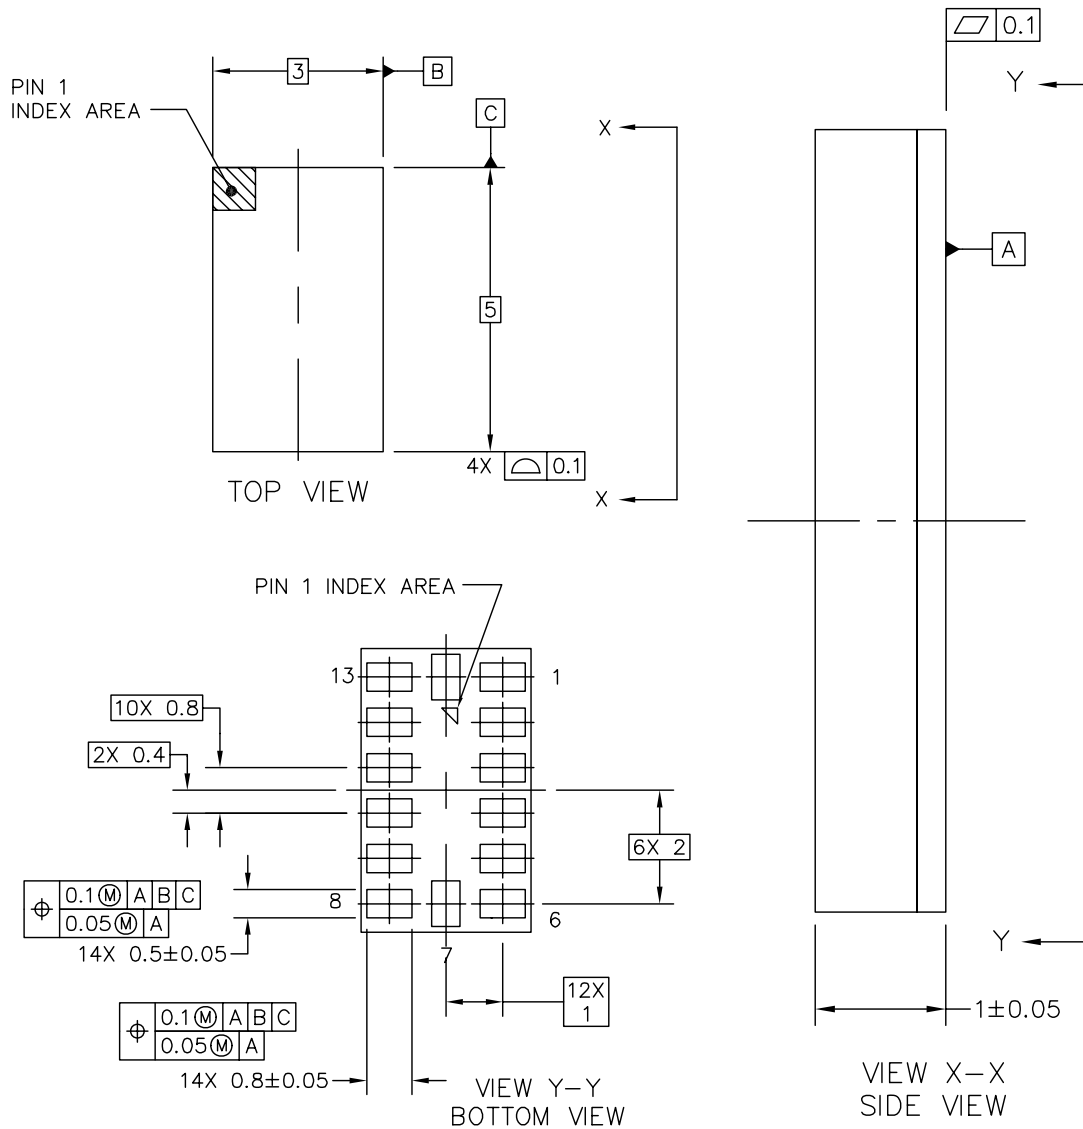 0.1
3
B
Y
PIN 1
INDEX AREA
C
X
A
5
4X 0.1
X
TOP VIEW
PIN 1 INDEX AREA
13
1
10X 0.8
2X 0.4
6X 2
0.1 Ⓜ A B C
0.05 Ⓜ A
14X 0.5±0.05
8
6
7
Y
12X
1
1±0.05
0.1 Ⓜ A B C
0.05 Ⓜ A
14X 0.8±0.05
VIEW Y-Y
BOTTOM VIEW
VIEW X-X
SIDE VIEW